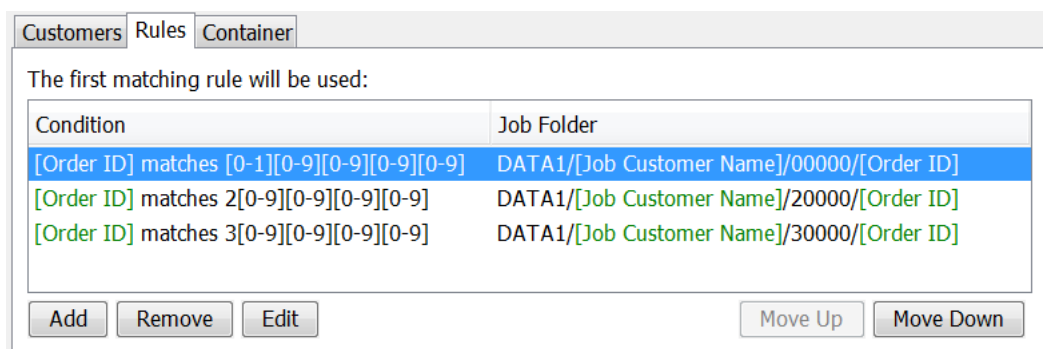 Customers Rules Container
The first matching rule will be used:
Condition Job Folder
[Order ID] matches [0-1][0-9][0-9][0-9][0-9] DATA1/[Job Customer Name]/00000/[Order ID]
[Order ID] matches 2[0-9][0-9][0-9][0-9] DATA1/[Job Customer Name]/20000/[Order ID]
[Order ID] matches 3[0-9][0-9][0-9][0-9] DATA1/[Job Customer Name]/30000/[Order ID]
Add Remove Edit Move Up Move Down